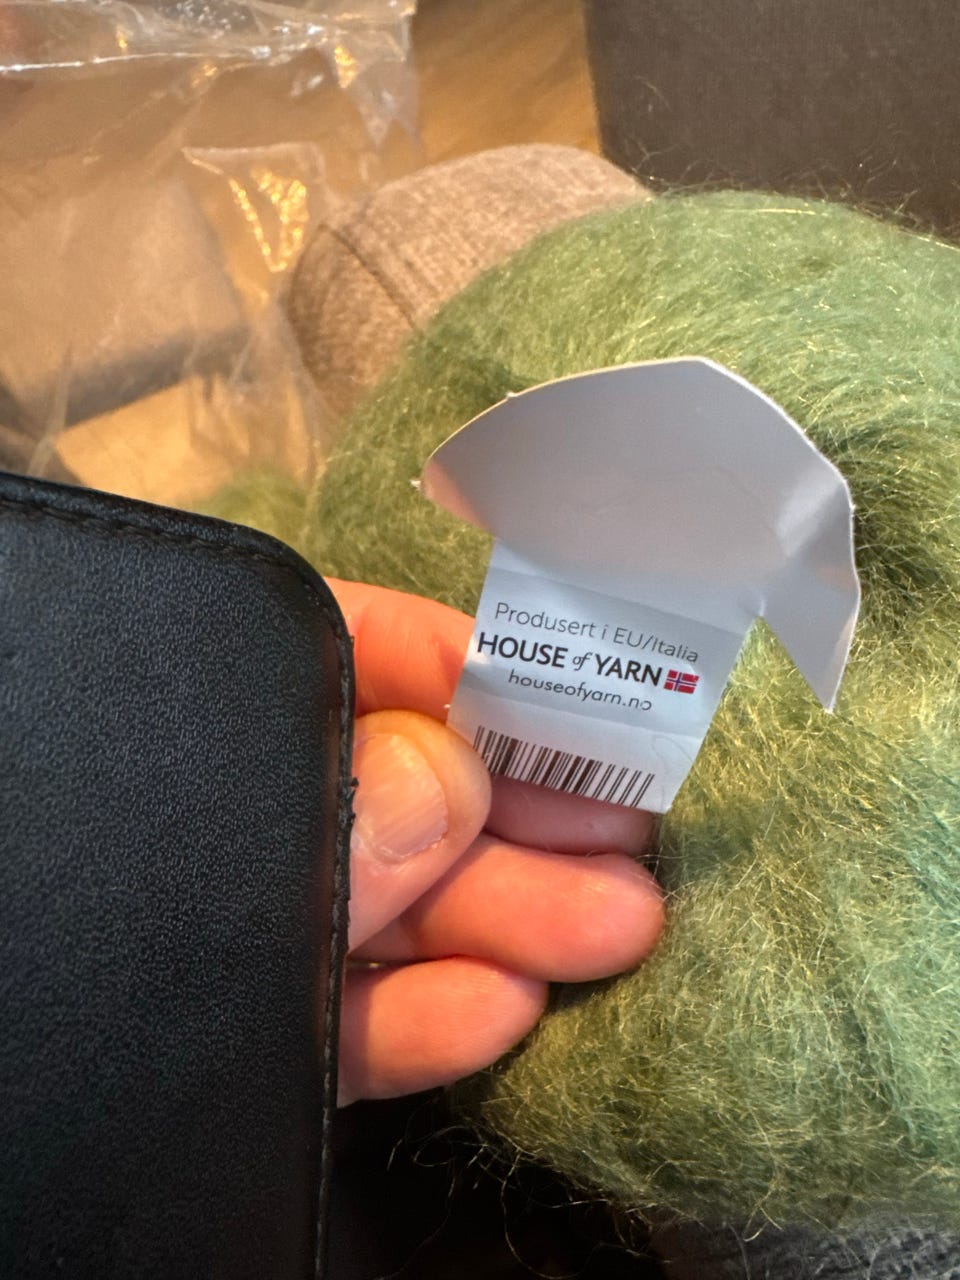 Produsert i EU/Italia
HOUSE of YARN
houseofyarn.no